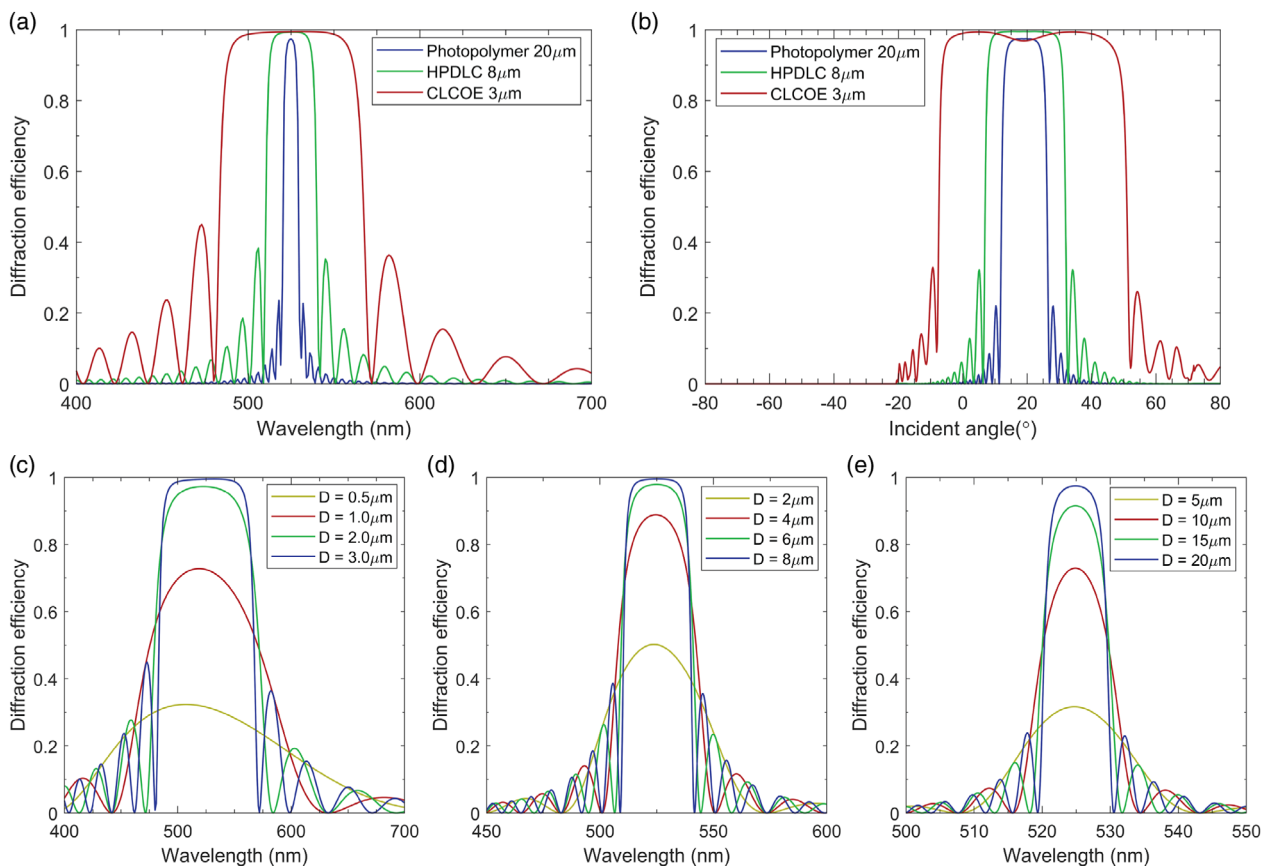 (a)
1
0.8
0.6
0.4
0.2
0
Diffraction efficiency
Photopolymer 20μm
HPDLC 8μm
CLCOE 3μm
400
500
600
700
Wavelength (nm)
(b)
1
0.8
0.6
0.4
0.2
0
Diffraction efficiency
Photopolymer 20μm
HPDLC 8μm
CLCOE 3μm
-80
-60
-40
-20
0
20
40
60
80
Incident angle(°)
(c)
1
0.8
0.6
0.4
0.2
0
Diffraction efficiency
D = 0.5μm
D = 1.0μm
D = 2.0μm
D = 3.0μm
400
500
600
700
Wavelength (nm)
(d)
1
0.8
0.6
0.4
0.2
0
Diffraction efficiency
D = 2μm
D = 4μm
D = 6μm
D = 8μm
450
500
550
600
Wavelength (nm)
(e)
1
0.8
0.6
0.4
0.2
0
Diffraction efficiency
D = 5μm
D = 10μm
D = 15μm
D = 20μm
500
510
520
530
540
550
Wavelength (nm)